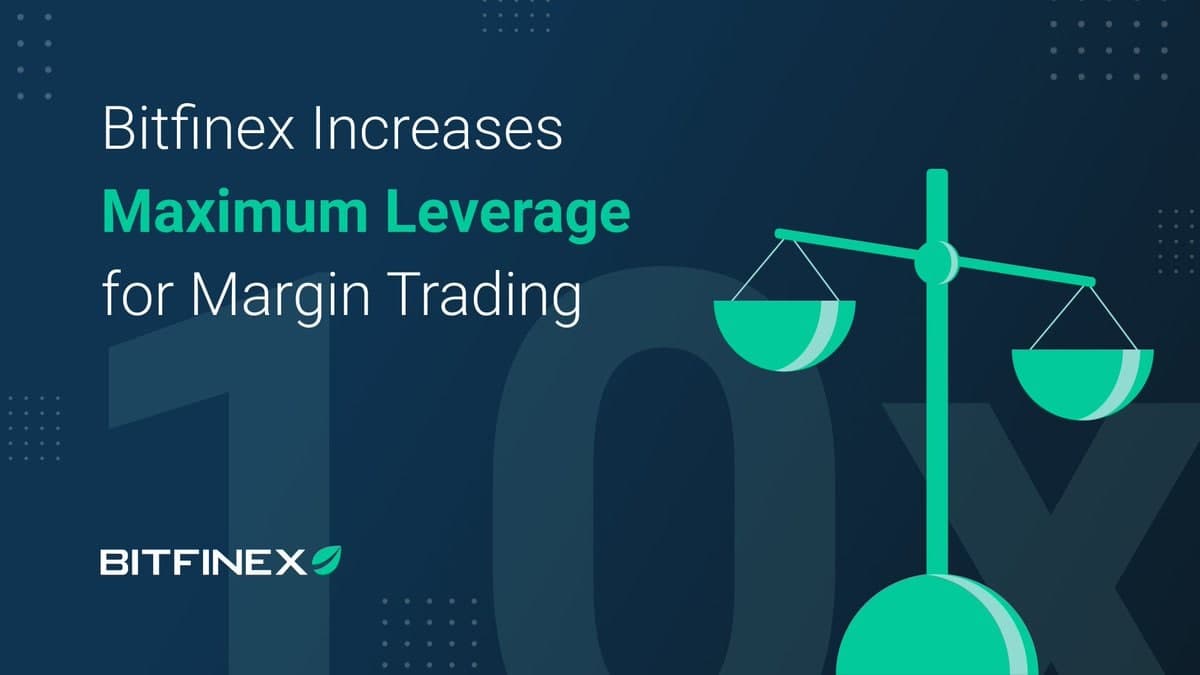 Bitfinex Increases
Maximum Leverage
for Margin Trading
10x
BITFINEX